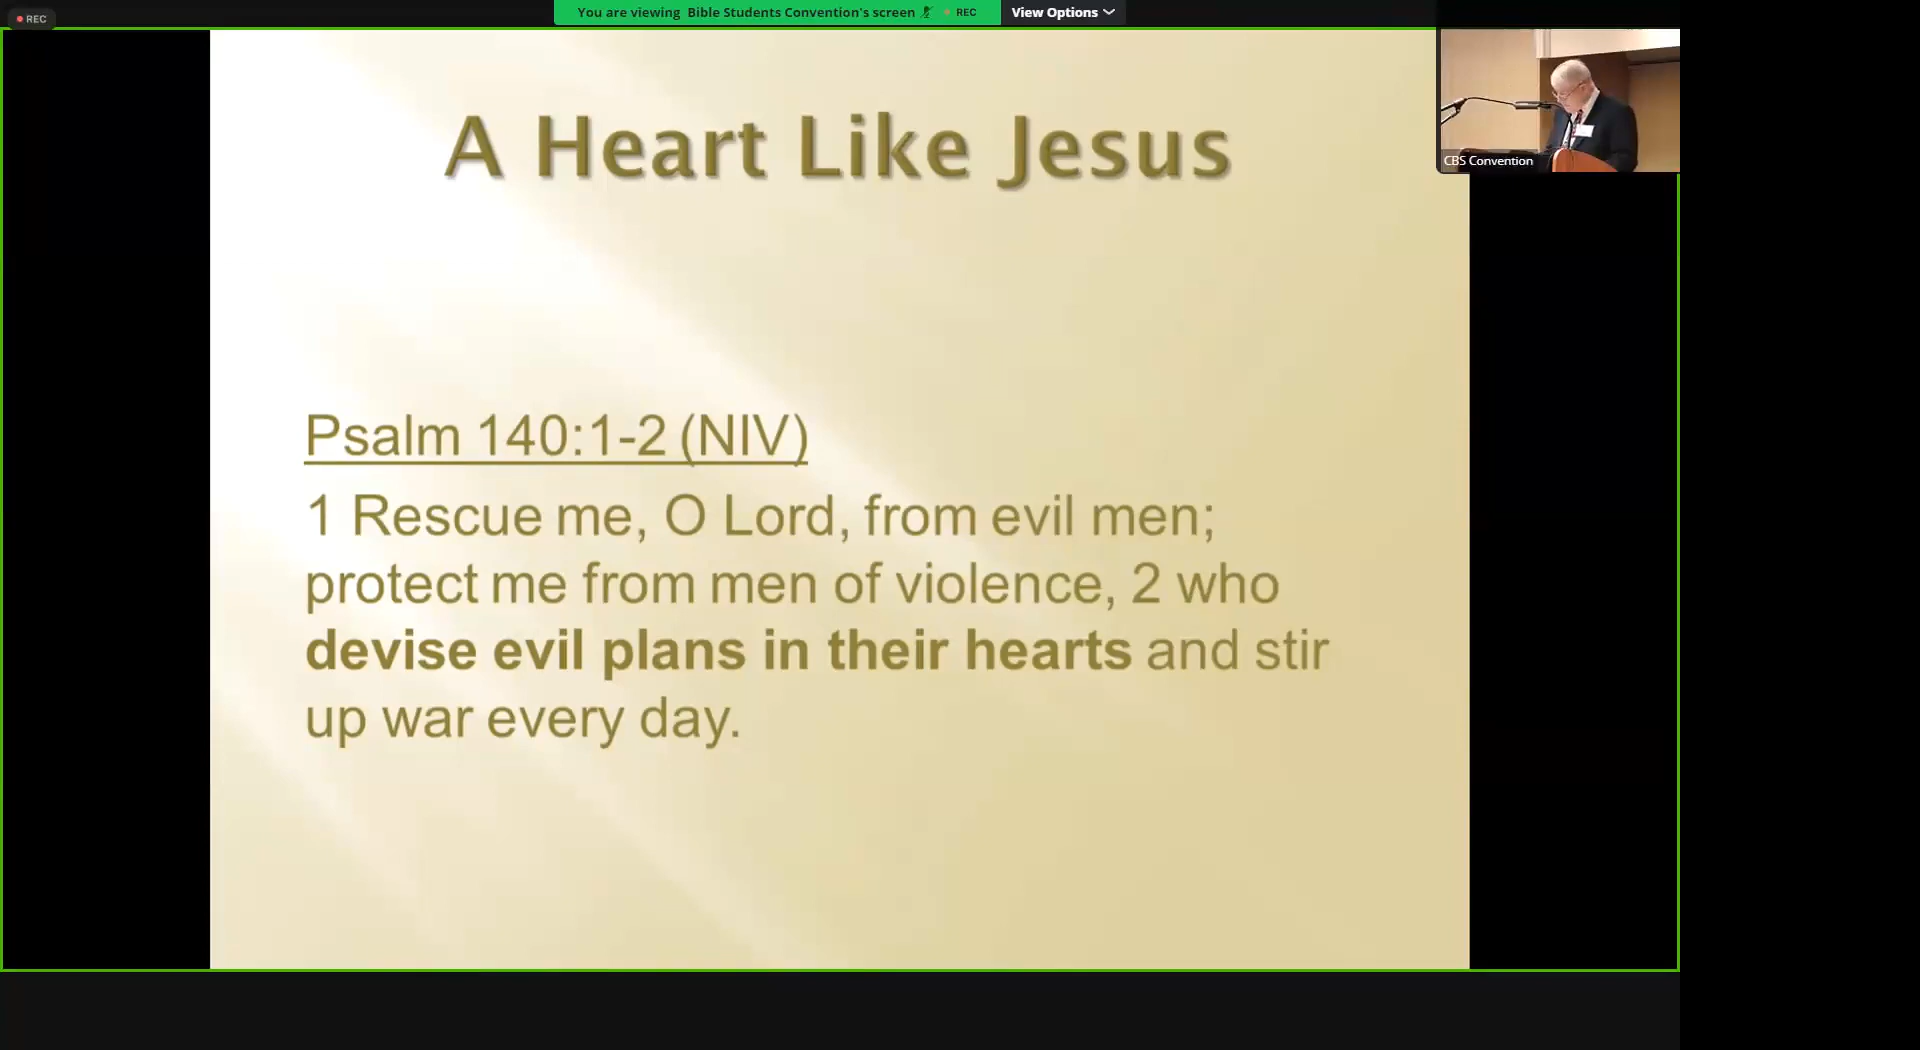 REC
You are viewing Bible Students Convention's screen
REC
View Options
A Heart Like Jesus
CBS Convention
Psalm 140:1-2 (NIV)
1 Rescue me, O Lord, from evil men;
protect me from men of violence, 2 who
devise evil plans in their hearts and stir
up war every day.